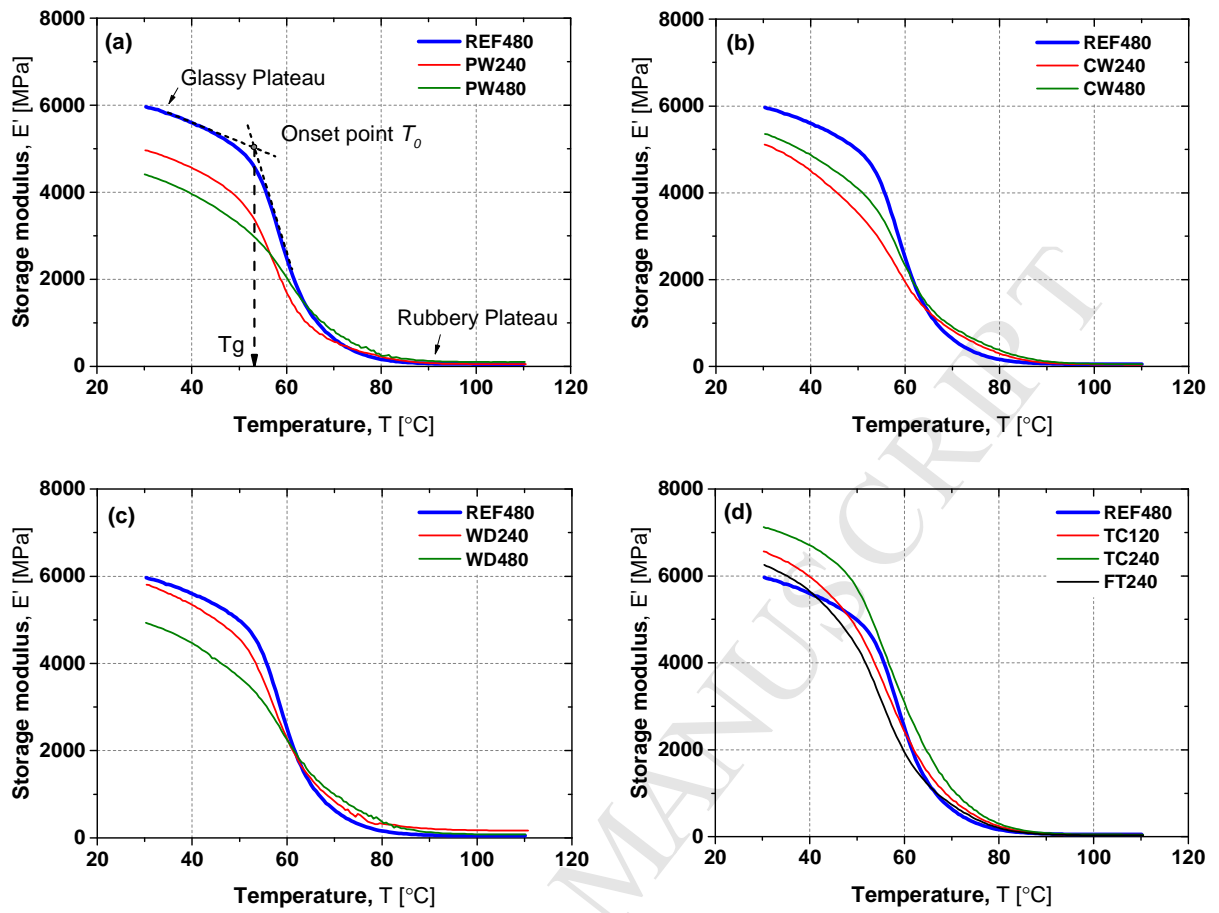 (a)
REF480
PW240
PW480
Glassy Plateau
Onset point T0
Tg
Rubbery Plateau
8000
6000
4000
2000
0
Storage modulus, E' [MPa]
20 40 60 80 100 120
Temperature, T [°C]
(b)
REF480
CW240
CW480
8000
6000
4000
2000
0
Storage modulus, E' [MPa]
20 40 60 80 100 120
Temperature, T [°C]
(c)
REF480
WD240
WD480
8000
6000
4000
2000
0
Storage modulus, E' [MPa]
20 40 60 80 100 120
Temperature, T [°C]
(d)
REF480
TC120
TC240
FT240
8000
6000
4000
2000
0
Storage modulus, E' [MPa]
20 40 60 80 100 120
Temperature, T [°C]
MANUSCRIPT